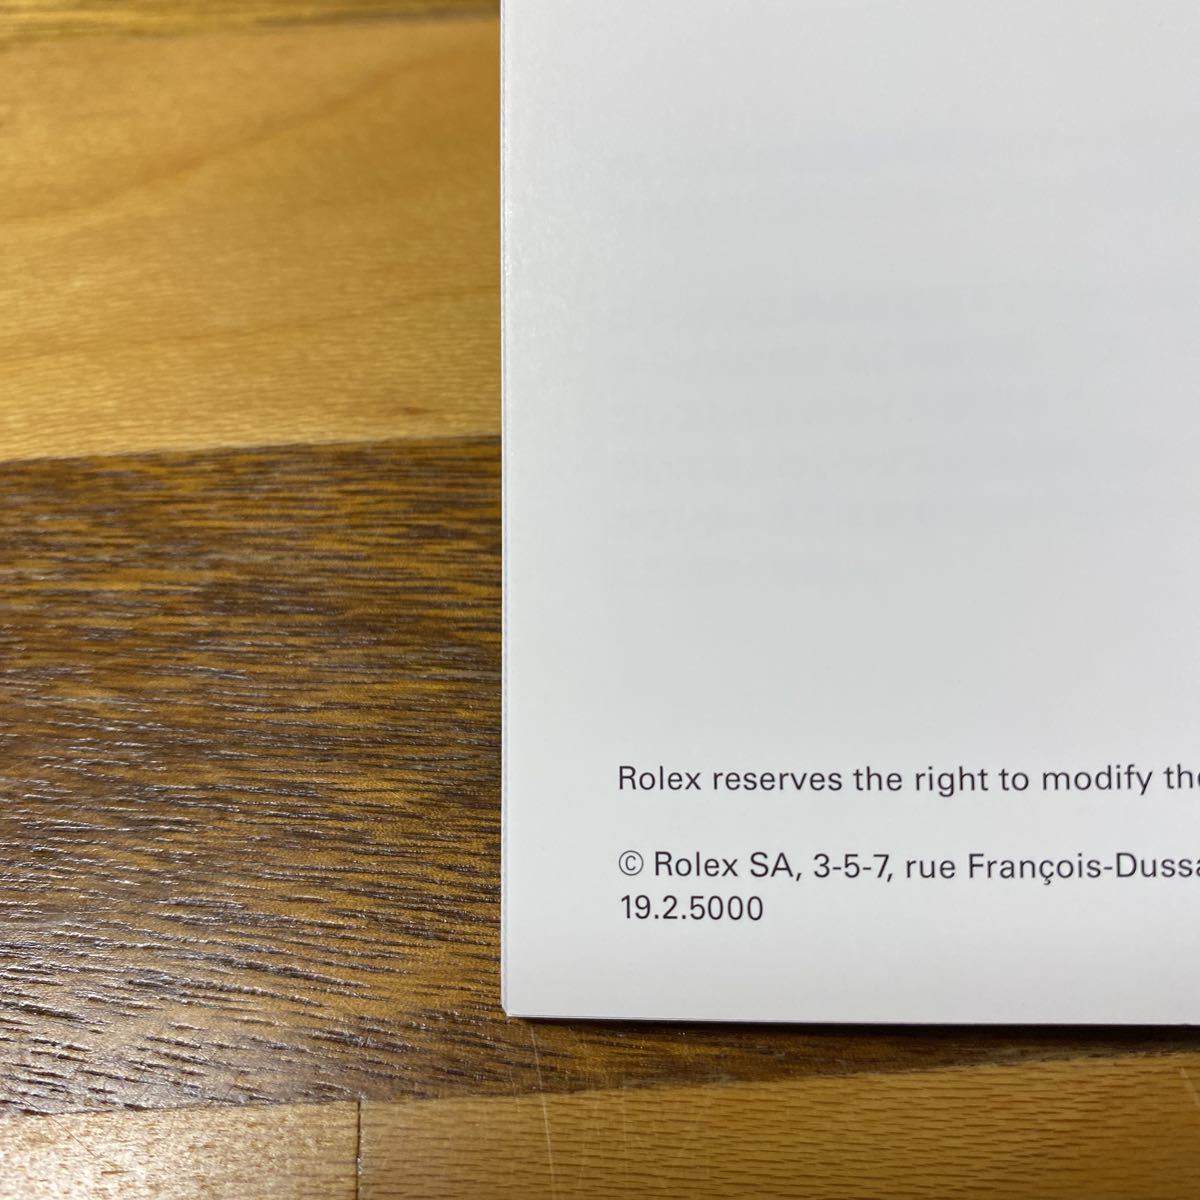 Rolex reserves the right to modify the
© Rolex SA, 3-5-7, rue François-Dussa
19.2.5000